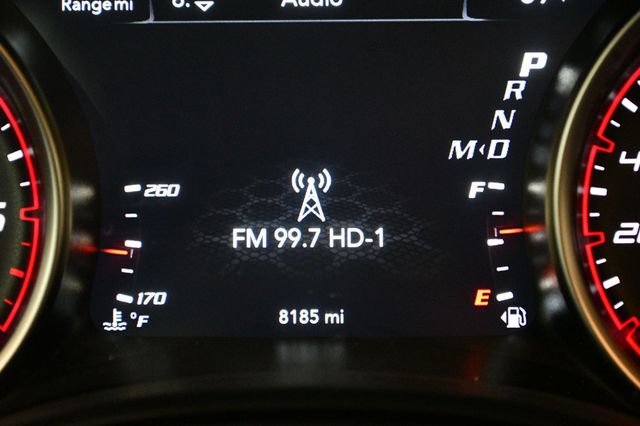 Range mi
Audio
P
R
N
M D
260
F
FM 99.7 HD-1
170
E
°F
8185 mi